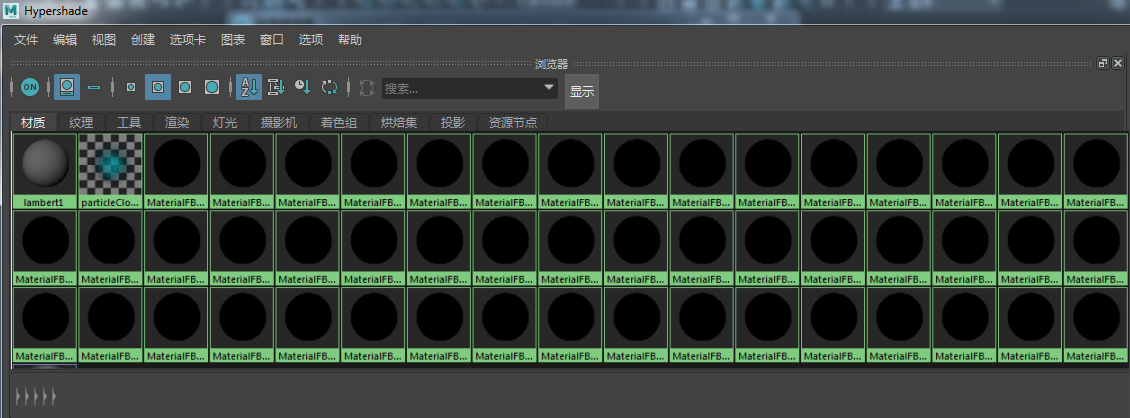 Hypershade
文件 编辑 视图 创建 选项卡 图表 窗口 选项 帮助
浏览器
ON AZ 搜索... 显示
材质 纹理 工具 渲染 灯光 摄影机 着色组 烘焙集 投影 资源节点
lambert1 particleClo... MaterialFB... MaterialFB... MaterialFB... MaterialFB... MaterialFB... MaterialFB... MaterialFB... MaterialFB... MaterialFB... MaterialFB... MaterialFB... MaterialFB... MaterialFB... MaterialFB... MaterialFB...
MaterialFB... MaterialFB... MaterialFB... MaterialFB... MaterialFB... MaterialFB... MaterialFB... MaterialFB... MaterialFB... MaterialFB... MaterialFB... MaterialFB... MaterialFB... MaterialFB... MaterialFB... MaterialFB... MaterialFB...
MaterialFB... MaterialFB... MaterialFB... MaterialFB... MaterialFB... MaterialFB... MaterialFB... MaterialFB... MaterialFB... MaterialFB... MaterialFB... MaterialFB... MaterialFB... MaterialFB... MaterialFB... MaterialFB... MaterialFB...